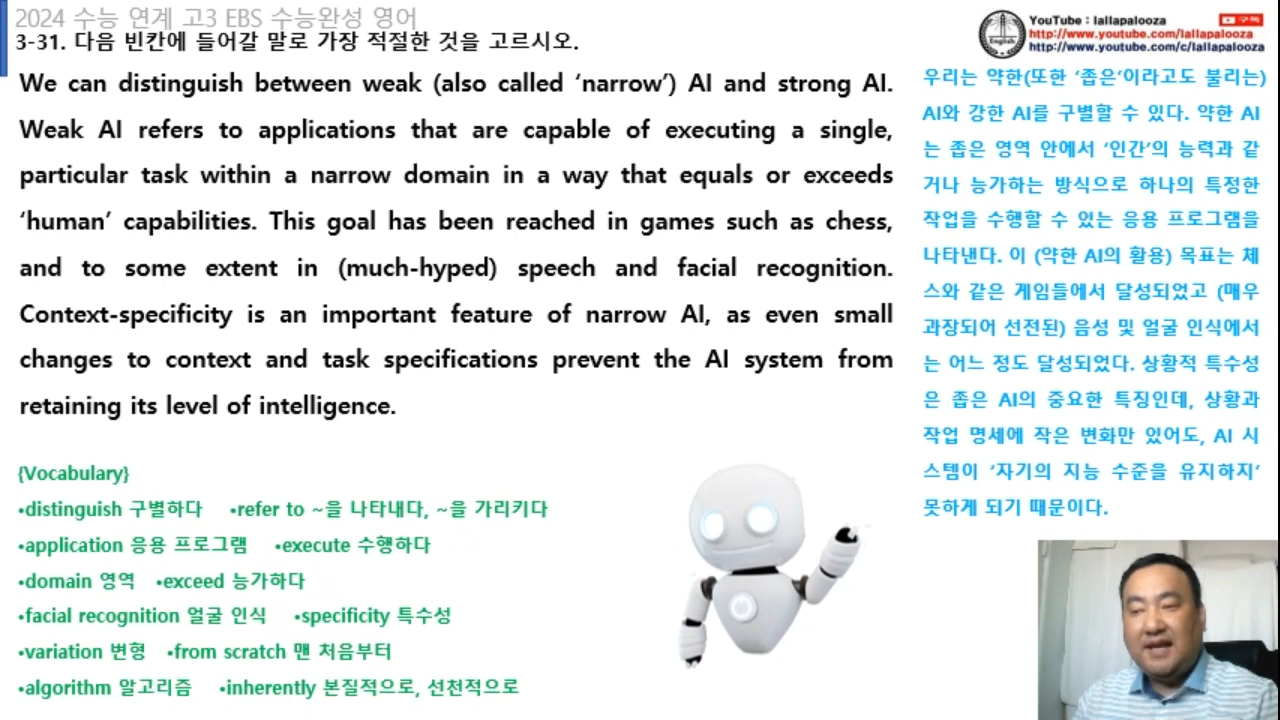 2024 수능 연계 고3 EBS 수능완성 영어
3-31. 다음 빈칸에 들어갈 말로 가장 적절한 것을 고르시오.
YouTube : lallapalooza
구독
http://www.youtube.com/lallapalooza
http://www.youtube.com/c/lallapalooza
English
We can distinguish between weak (also called ‘narrow’) AI and strong AI.
Weak AI refers to applications that are capable of executing a single,
particular task within a narrow domain in a way that equals or exceeds
‘human’ capabilities. This goal has been reached in games such as chess,
and to some extent in (much-hyped) speech and facial recognition.
Context-specificity is an important feature of narrow AI, as even small
changes to context and task specifications prevent the AI system from
retaining its level of intelligence.
우리는 약한(또한 ‘좁은’이라고도 불리는)
AI와 강한 AI를 구별할 수 있다. 약한 AI
는 좁은 영역 안에서 ‘인간’의 능력과 같
거나 능가하는 방식으로 하나의 특정한
작업을 수행할 수 있는 응용 프로그램을
나타낸다. 이 (약한 AI의 활용) 목표는 체
스와 같은 게임들에서 달성되었고 (매우
과장되어 선전된) 음성 및 얼굴 인식에서
는 어느 정도 달성되었다. 상황적 특수성
은 좁은 AI의 중요한 특징인데, 상황과
작업 명세에 작은 변화만 있어도, AI 시
스템이 ‘자기의 지능 수준을 유지하지’
못하게 되기 때문이다.
{Vocabulary}
•distinguish 구별하다 •refer to ~을 나타내다, ~을 가리키다
•application 응용 프로그램 •execute 수행하다
•domain 영역 •exceed 능가하다
•facial recognition 얼굴 인식 •specificity 특수성
•variation 변형 •from scratch 맨 처음부터
•algorithm 알고리즘 •inherently 본질적으로, 선천적으로